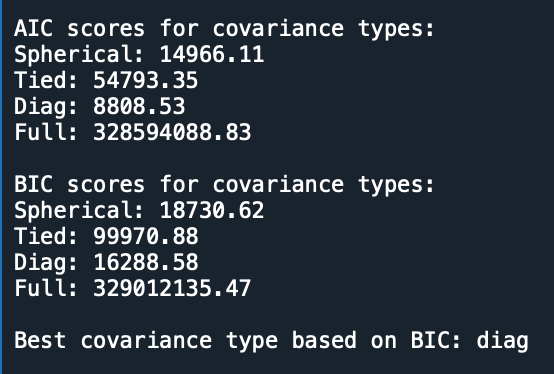 AIC scores for covariance types:
Spherical: 14966.11
Tied: 54793.35
Diag: 8808.53
Full: 328594088.83
BIC scores for covariance types:
Spherical: 18730.62
Tied: 99970.88
Diag: 16288.58
Full: 329012135.47
Best covariance type based on BIC: diag